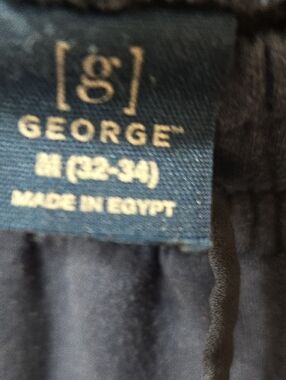 [g]
GEORGE™
M (32-34)
MADE IN EGYPT